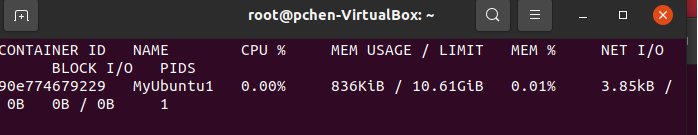 root@pchen-VirtualBox: ~
CONTAINER ID   NAME        CPU %     MEM USAGE / LIMIT   MEM %     NET I/O
      BLOCK I/O   PIDS
90e774679229   MyUbuntu1   0.00%     836KiB / 10.61GiB   0.01%     3.85kB /
 0B   0B / 0B     1